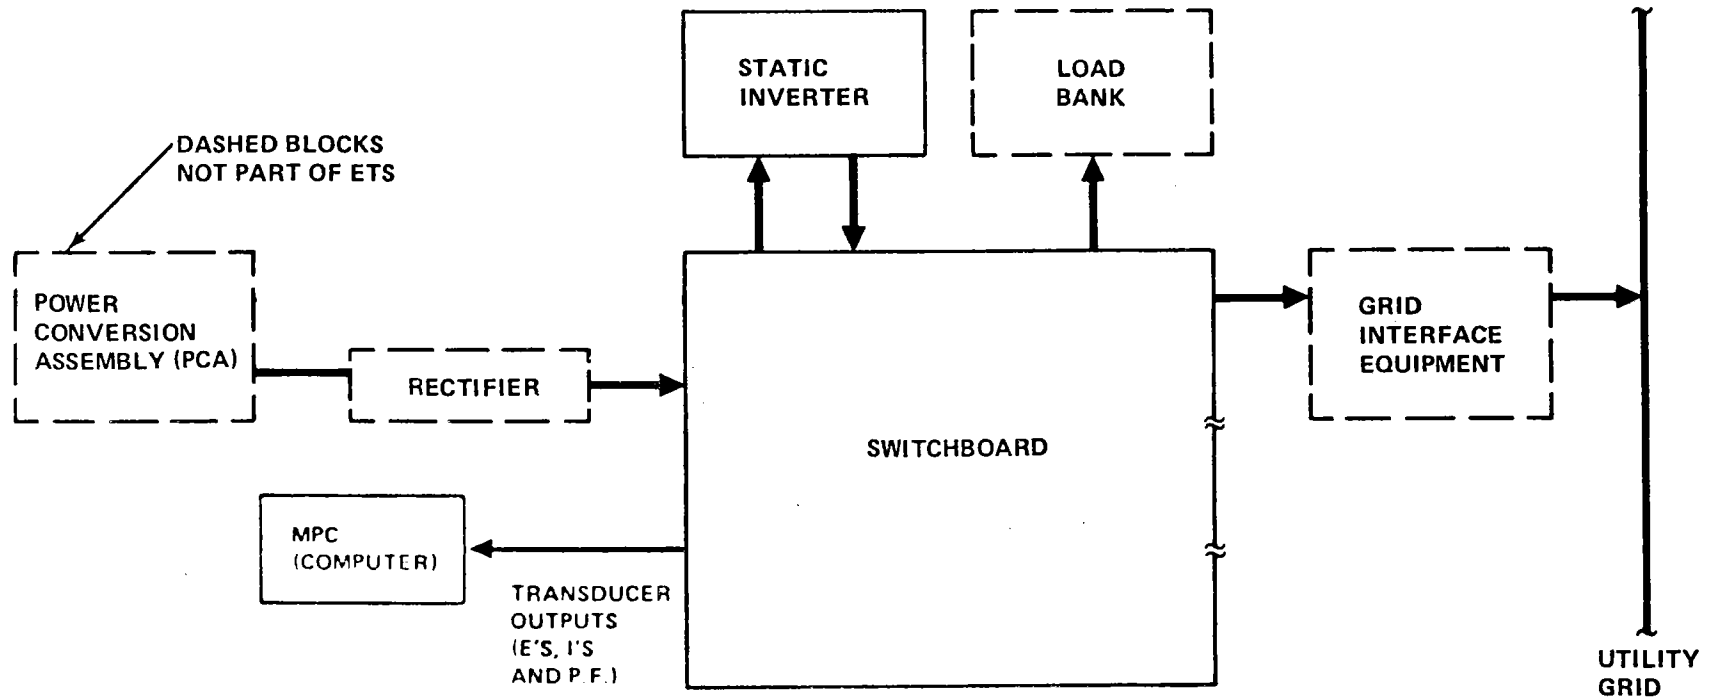 STATIC
INVERTER
LOAD
BANK
DASHED BLOCKS
NOT PART OF ETS
POWER
CONVERSION
ASSEMBLY (PCA)
RECTIFIER
GRID
INTERFACE
EQUIPMENT
SWITCHBOARD
MPC
(COMPUTER)
TRANSDUCER
OUTPUTS
(E'S, I'S
AND P.F.)
UTILITY
GRID